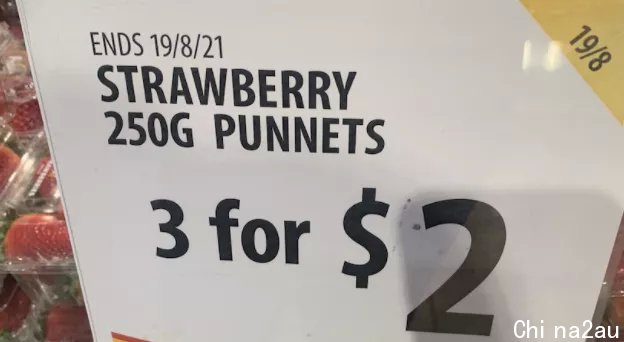 ENDS 19/8/21
19/8
STRAWBERRY
250G PUNNETS
3 for $2
Chi na2au